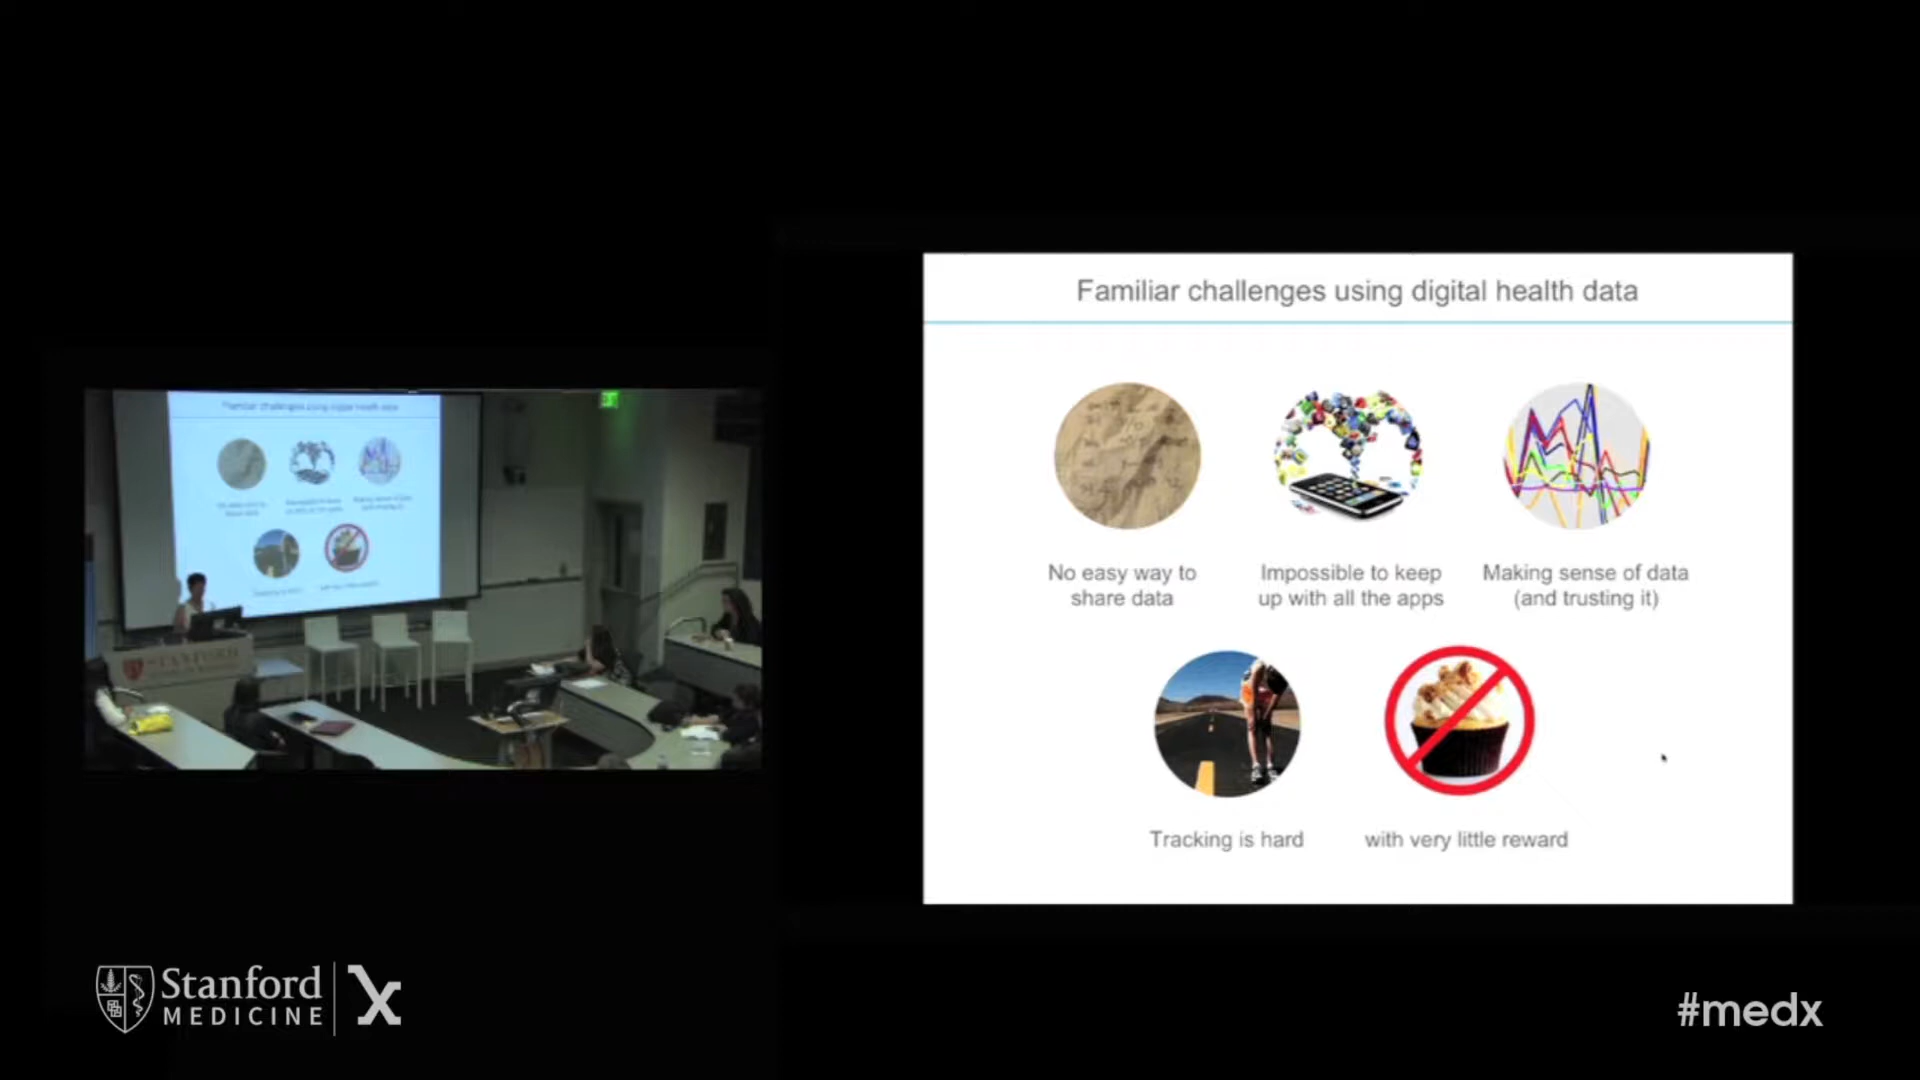 Familiar challenges using digital health data
No easy way to
share data
Impossible to keep
up with all the apps
Making sense of data
(and trusting it)
Tracking is hard
with very little reward
STANFORD
Stanford
MEDICINE
X
#medx